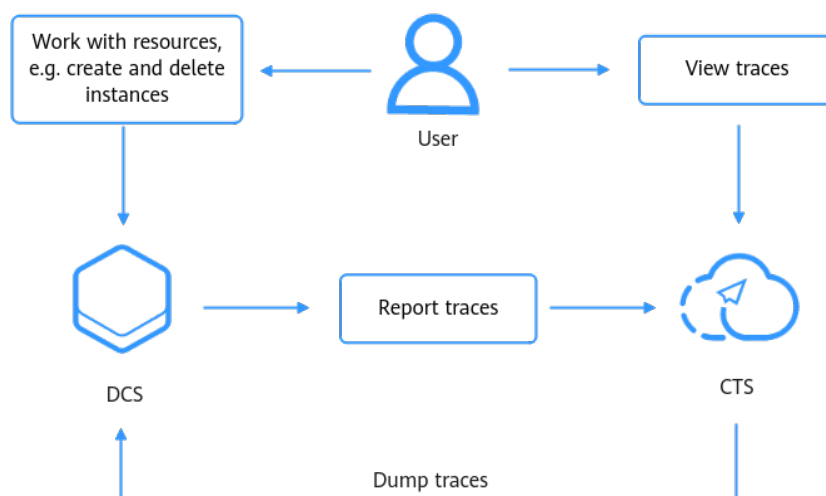 Work with resources,
e.g. create and delete
instances
View traces
User
Report traces
DCS
CTS
Dump traces